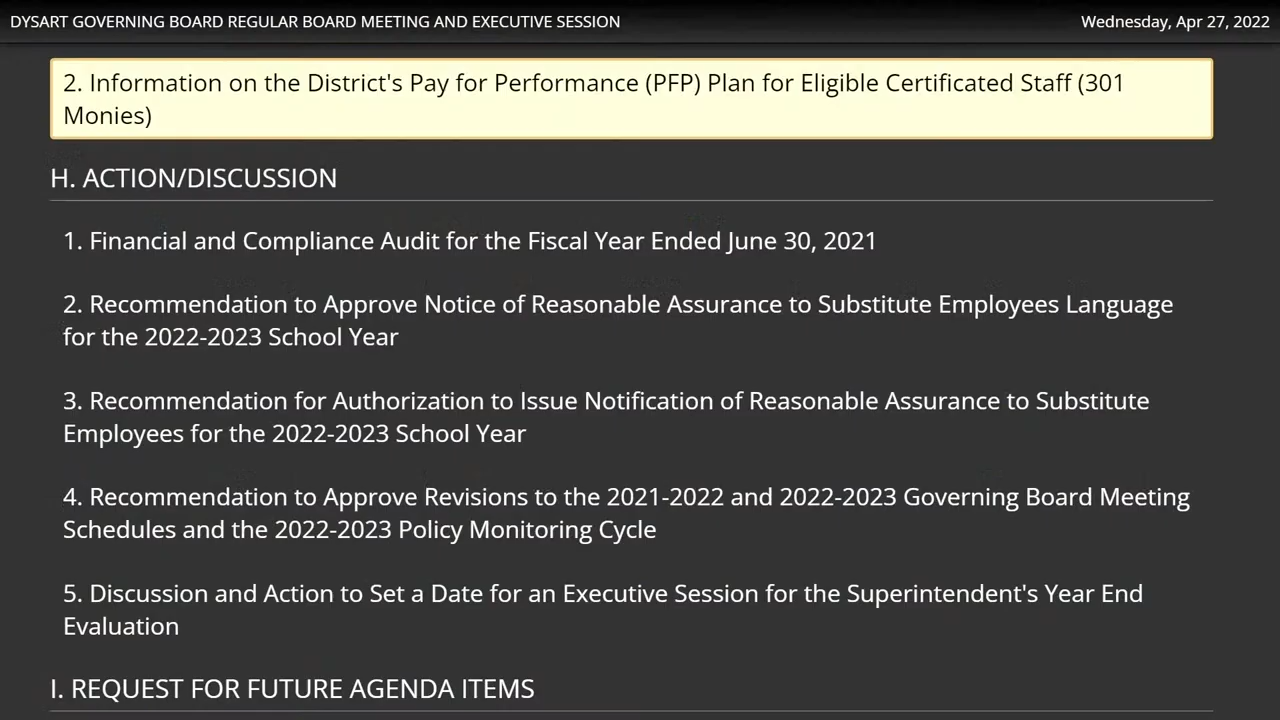 DYSART GOVERNING BOARD REGULAR BOARD MEETING AND EXECUTIVE SESSION
Wednesday, Apr 27, 2022
2. Information on the District's Pay for Performance (PFP) Plan for Eligible Certificated Staff (301
Monies)
H. ACTION/DISCUSSION
1. Financial and Compliance Audit for the Fiscal Year Ended June 30, 2021
2. Recommendation to Approve Notice of Reasonable Assurance to Substitute Employees Language
for the 2022-2023 School Year
3. Recommendation for Authorization to Issue Notification of Reasonable Assurance to Substitute
Employees for the 2022-2023 School Year
4. Recommendation to Approve Revisions to the 2021-2022 and 2022-2023 Governing Board Meeting
Schedules and the 2022-2023 Policy Monitoring Cycle
5. Discussion and Action to Set a Date for an Executive Session for the Superintendent's Year End
Evaluation
I. REQUEST FOR FUTURE AGENDA ITEMS